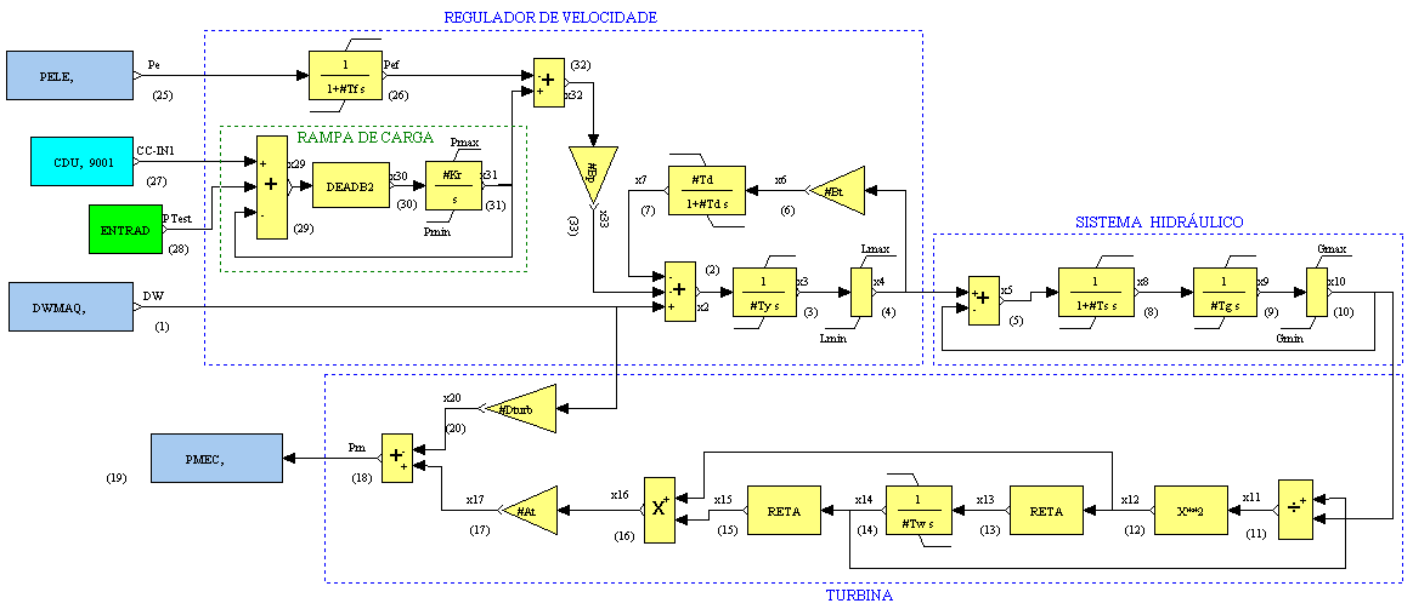 REGULADOR DE VELOCIDADE
PELE,
Pe
(25)
1
1+#Tf s
Pef
(26)
-
+
+
(32)
x32
RAMPA DE CARGA
CDU, 9001
CC-IN1
(27)
ENTRAD
PTest
(28)
+
+
-
x29
(29)
DEADB2
x30
(30)
Pmax
#Kr
s
Pmin
x31
(31)
#Bp
x33
(33)
x7
(7)
#Td
1+#Td s
x6
(6)
#Bt
DWMAQ,
DW
(1)
-
-
+
+
(2)
x2
1
#Ty s
x3
(3)
Lmax
Lmin
x4
(4)
SISTEMA HIDRÁULICO
+
-
+
x5
(5)
1
1+#Ts s
x8
(8)
1
#Tg s
x9
(9)
Gmax
Gmin
x10
(10)
x20
(20)
#Dturb
PMEC,
(19)
Pm
(18)
+
-
+
x17
(17)
#At
x16
(16)
X
+
x15
(15)
RETA
x14
(14)
1
#Tw s
x13
(13)
RETA
x12
(12)
X**2
x11
(11)
÷
+
TURBINA